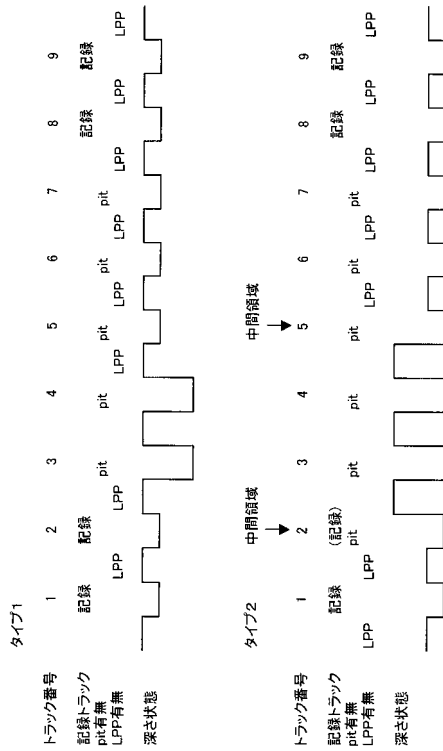 タイプ1
トラック番号 1 2 3 4 5 6 7 8 9
記録トラック 記録 記録 記録 記録
pit有無 pit pit pit pit pit
LPP有無 LPP LPP LPP LPP LPP LPP LPP LPP
深さ状態
タイプ2
中間領域 中間領域
トラック番号 1 2 3 4 5 6 7 8 9
記録トラック 記録 (記録) 記録 記録
pit有無 pit pit pit pit pit pit
LPP有無 LPP LPP LPP LPP LPP LPP LPP
深さ状態